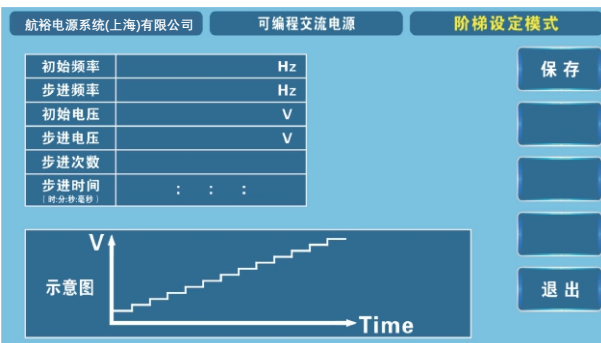 航裕电源系统(上海)有限公司 可编程交流电源 阶梯设定模式
初始频率 Hz
步进频率 Hz
初始电压 V
步进电压 V
步进次数
步进时间 : : :
(时:分:秒:毫秒)
保存
V
示意图
Time
退出